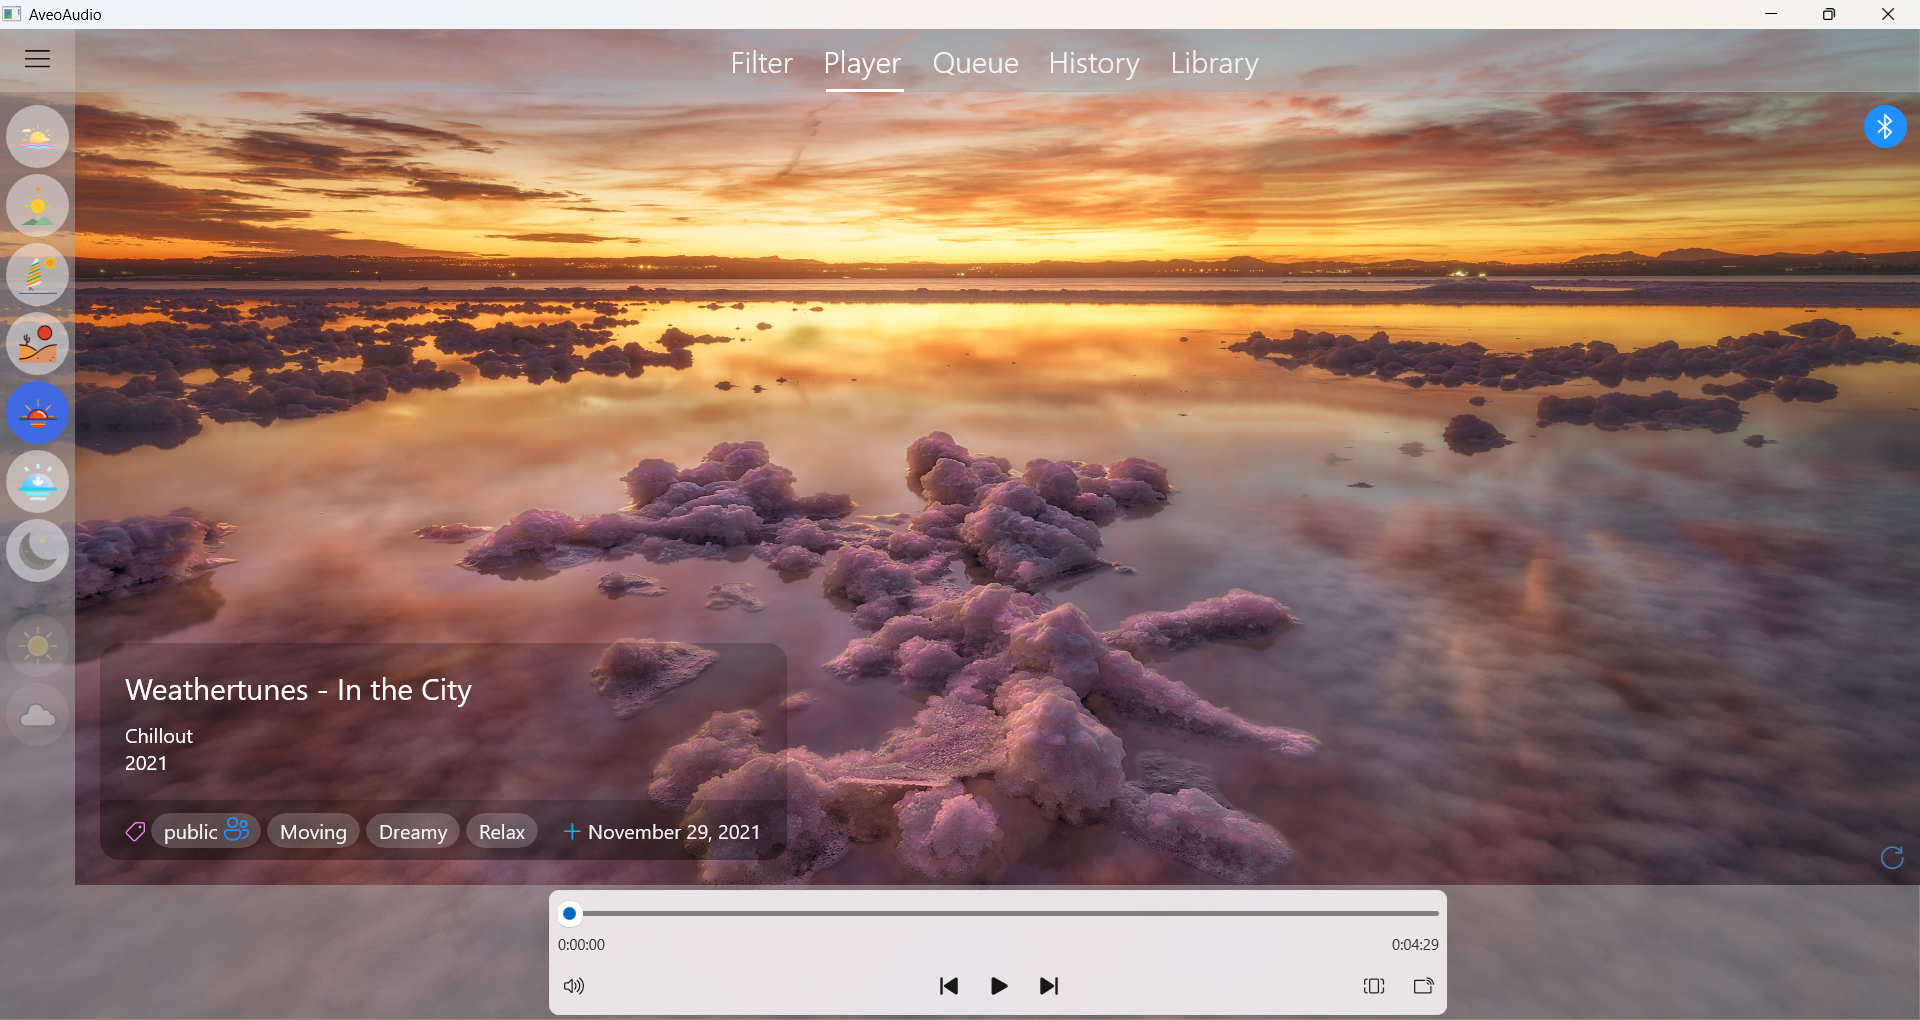 AveoAudio
Filter Player Queue History Library
Weathertunes - In the City
Chillout
2021
public Moving Dreamy Relax + November 29, 2021
0:00:00 0:04:29